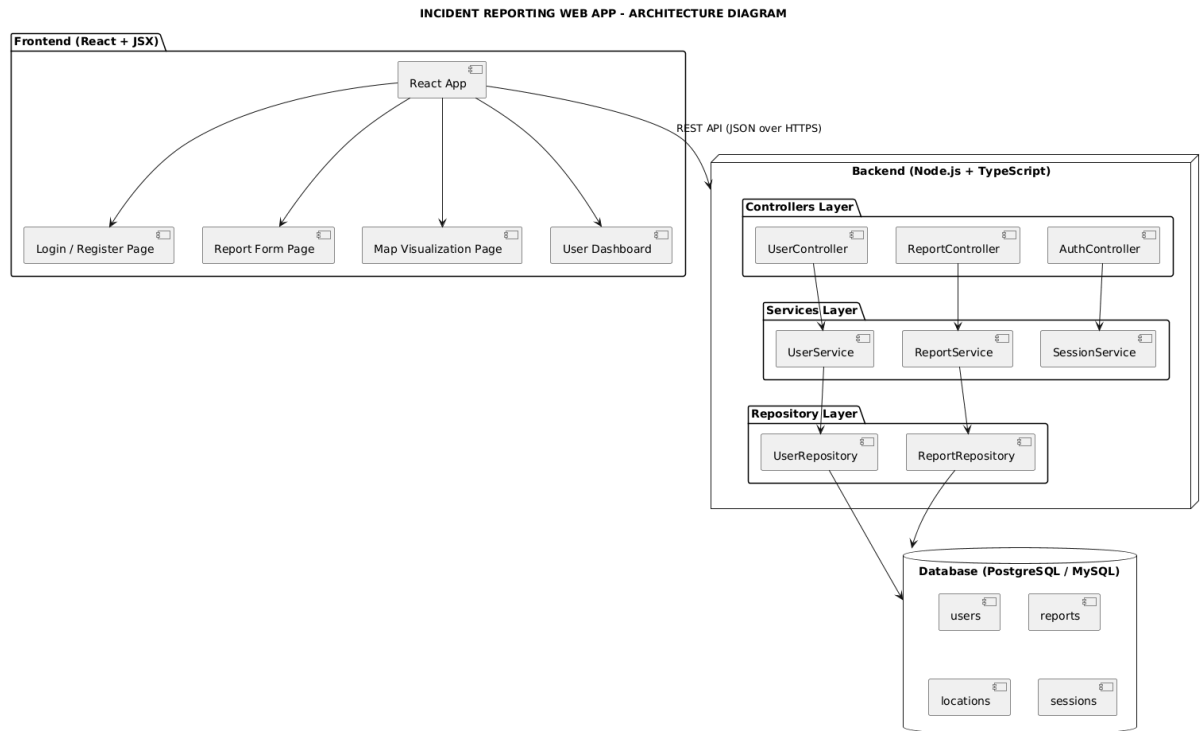 INCIDENT REPORTING WEB APP - ARCHITECTURE DIAGRAM
Frontend (React + JSX)
React App
REST API (JSON over HTTPS)
Login / Register Page
Report Form Page
Map Visualization Page
User Dashboard
Backend (Node.js + TypeScript)
Controllers Layer
UserController
ReportController
AuthController
Services Layer
UserService
ReportService
SessionService
Repository Layer
UserRepository
ReportRepository
Database (PostgreSQL / MySQL)
users
reports
locations
sessions